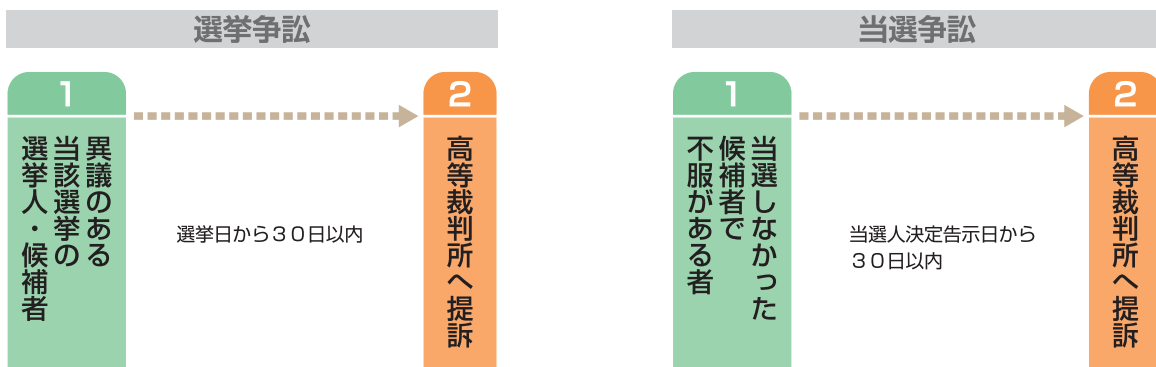 選挙争訟
1
異議のある
当該選挙の
選挙人・候補者
選挙日から３０日以内
2
高等裁判所へ提訴
当選争訟
1
当選しなかった
候補者で
不服がある者
当選人決定告示日から
３０日以内
2
高等裁判所へ提訴